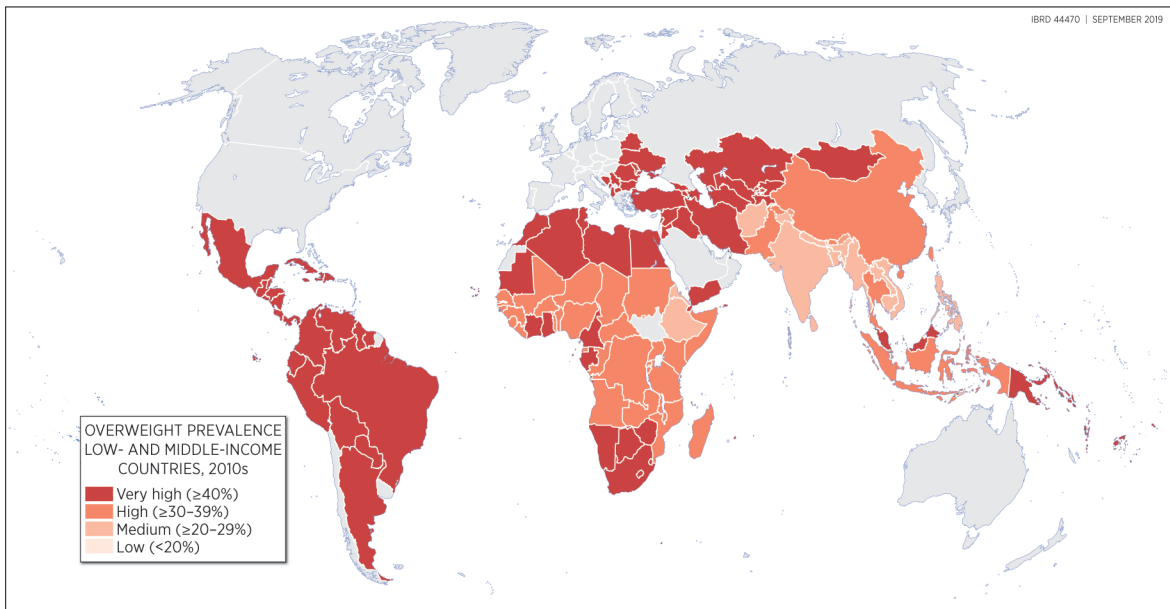 IBRD 44470 | SEPTEMBER 2019
OVERWEIGHT PREVALENCE
LOW- AND MIDDLE-INCOME
COUNTRIES, 2010s
Very high (≥40%)
High (≥30–39%)
Medium (≥20–29%)
Low (<20%)